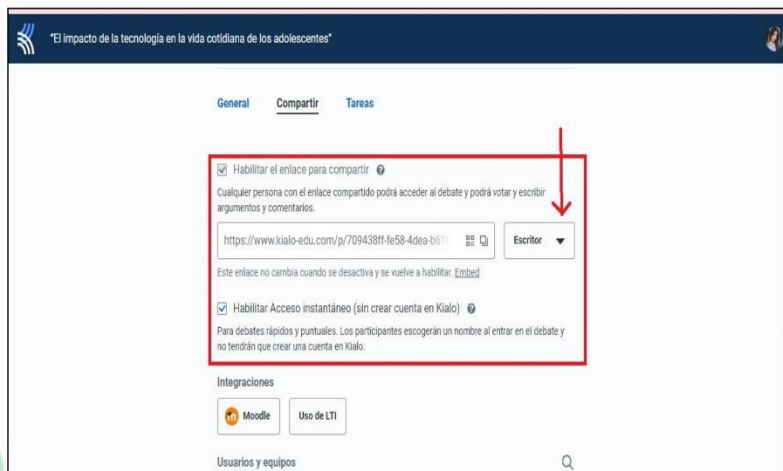 "El impacto de la tecnología en la vida cotidiana de los adolescentes"
General Compartir Tareas
Habilitar el enlace para compartir
Cualquier persona con el enlace compartido podrá acceder al debate y podrá votar y escribir
argumentos y comentarios.
https://www.kialo-edu.com/p/709438ff-fe58-4dea-b61 Escritor
Este enlace no cambia cuando se desactiva y se vuelve a habilitar. Embed
Habilitar Acceso instantáneo (sin crear cuenta en Kialo)
Para debates rápidos y puntuales. Los participantes escogerán un nombre al entrar en el debate y
no tendrán que crear una cuenta en Kialo.
Integraciones
Moodle Uso de LTI
Usuarios y equipos